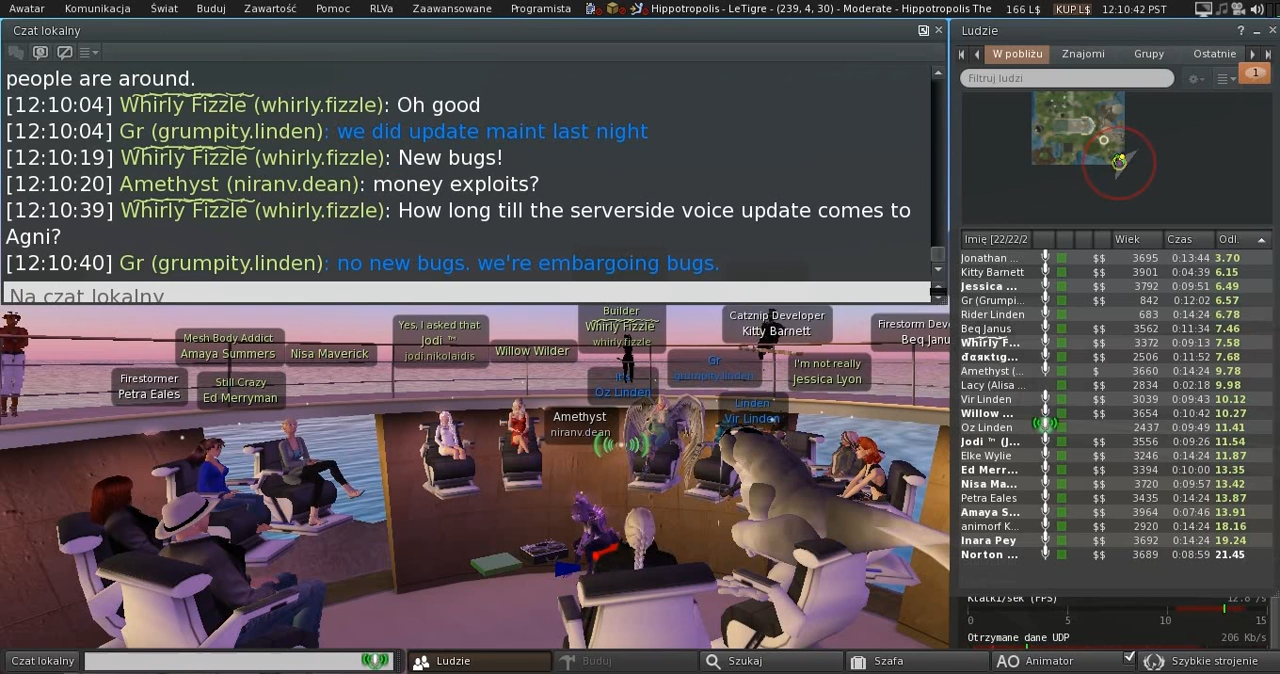 Awatar Komunikacja Świat Buduj Zawartość Pomoc RLVa Zaawansowane Programista Hippotropolis - LeTigre - (239, 4, 30) - Moderate - Hippotropolis The 166 L$ KUP L$ 12:10:42 PST
Czat lokalny
people are around.
[12:10:04] Whirly Fizzle (whirly.fizzle): Oh good
[12:10:04] Gr (grumpity.linden): we did update maint last night
[12:10:19] Whirly Fizzle (whirly.fizzle): New bugs!
[12:10:20] Amethyst (niranv.dean): money exploits?
[12:10:39] Whirly Fizzle (whirly.fizzle): How long till the serverside voice update comes to
Agni?
[12:10:40] Gr (grumpity.linden): no new bugs. we're embargoing bugs.
Na czat lokalny
Ludzie
?
W pobliżu Znajomi Grupy Ostatnie
Filtruj ludzi
1
Imię [22/22/2 Wiek Czas Odl.
Jonathan ... $$ 3695 0:13:44 3.70
Kitty Barnett 3901 0:04:39 6.15
Jessica ... $$ 3792 0:09:51 6.49
Gr (Grumpi... $$ 842 0:12:02 6.57
Rider Linden 683 0:14:24 6.78
Beq Janus $$ 3562 0:11:34 7.46
Whirly F... $$ 3372 0:09:13 7.58
$$ 2506 0:11:52 7.68
Amethyst (... $ 3660 0:14:24 9.78
Lacy (Alisa ... $$ 2834 0:02:18 9.98
Vir Linden $$ 3039 0:09:43 10.12
Willow ... $$ 3654 0:10:42 10.27
Oz Linden 2437 0:09:49 11.41
Jodi ™ (J... $$ 3556 0:09:26 11.54
Elke Wylie $$ 3246 0:14:24 11.87
Ed Merr... $$ 3394 0:10:00 13.35
Nisa Ma... $$ 3720 0:09:57 13.42
Petra Eales $$ 3435 0:14:24 13.87
Amaya S... $$ 3964 0:07:46 13.91
animorf K... $$ 2920 0:14:24 18.16
Inara Pey $$ 3692 0:14:24 19.24
Norton ... $$ 3689 0:08:59 21.45
Klatki/sek (FPS) 12.8 /s
0 5 10 15
Otrzymane dane UDP 206 Kb/s
Mesh Body Addict
Amaya Summers
Nisa Maverick
Yes, I asked that
Jodi ™
jodi.nikolaidis
Willow Wilder
Builder
Whirly Fizzle
whirly.fizzle
Catznip Developer
Kitty Barnett
Firestorm Deve
Beq Janu
Firestormer
Petra Eales
Still Crazy
Ed Merryman
Oz Linden
Gr
grumpity.linden
I'm not really
Jessica Lyon
Amethyst
niranv.dean
Linden
Vir Linden
Czat lokalny Ludzie Buduj Szukaj Szafa AO Animator Szybkie strojenie